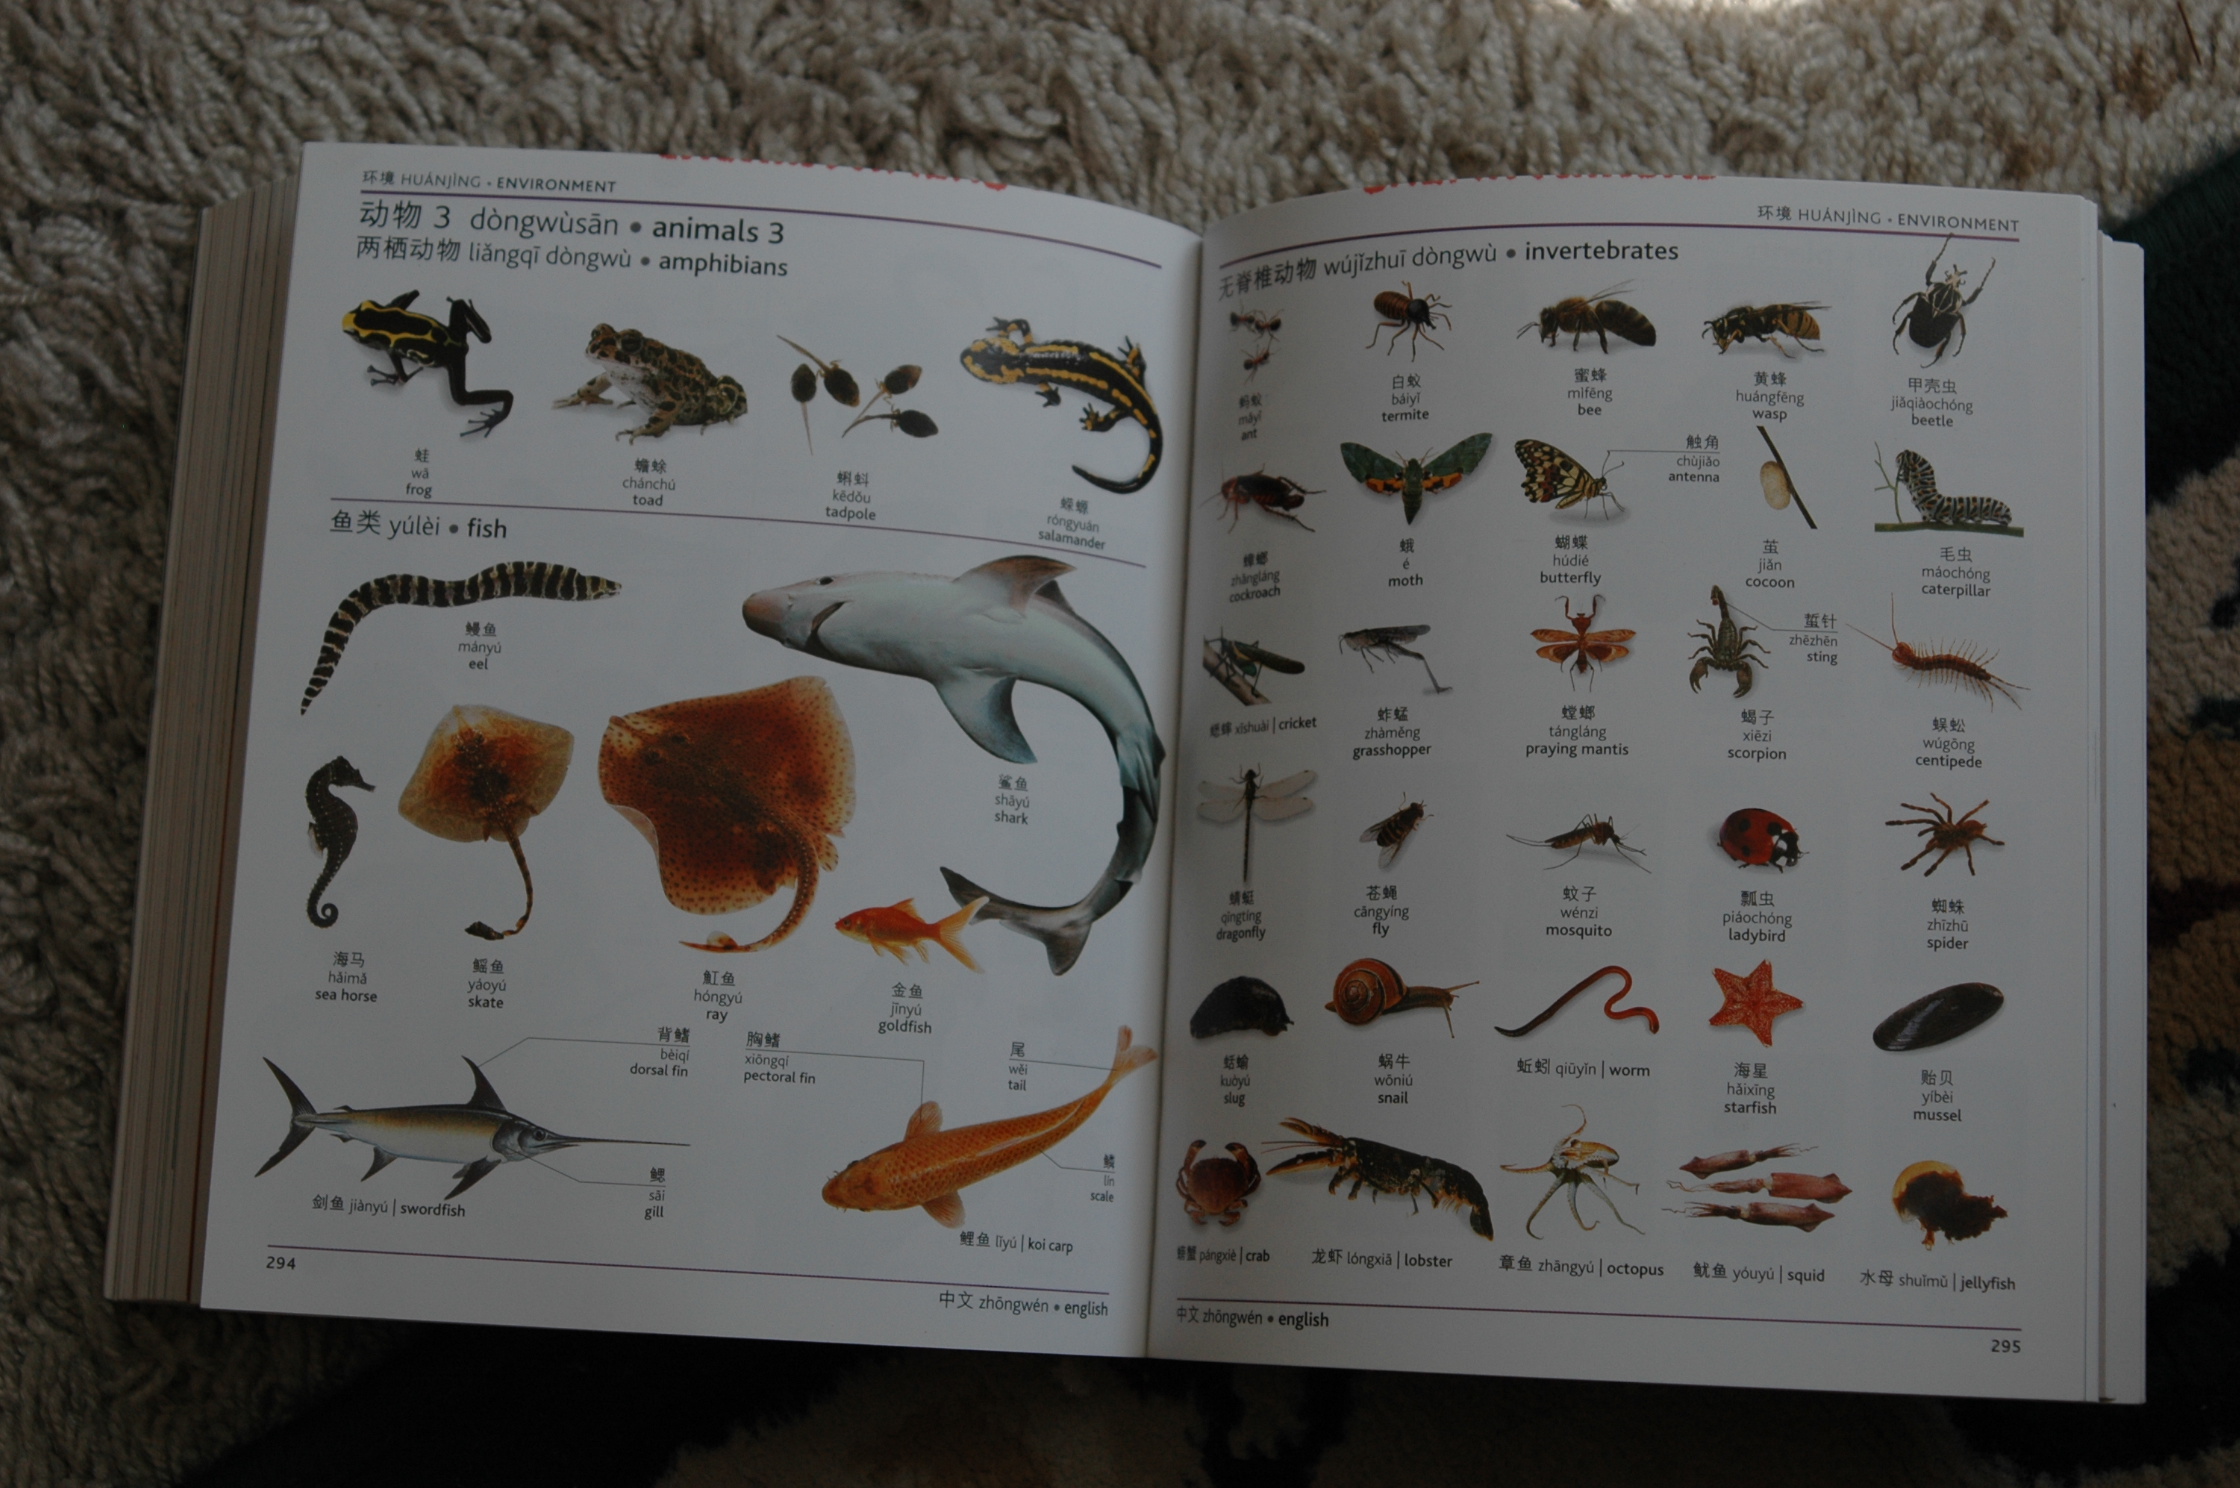 环境 HUÁNJÌNG • ENVIRONMENT
动物 3 dòngwùsān • animals 3
两栖动物 liǎngqī dòngwù • amphibians
蛙
wā
frog
蟾蜍
chánchú
toad
蝌蚪
kēdǒu
tadpole
蝾螈
róngyuán
salamander
鱼类 yúlèi • fish
鳗鱼
mányú
eel
鲨鱼
shāyú
shark
海马
hǎimǎ
sea horse
鳐鱼
yáoyú
skate
魟鱼
hóngyú
ray
金鱼
jīnyú
goldfish
背鳍
bèiqí
dorsal fin
胸鳍
xiōngqí
pectoral fin
尾
wěi
tail
鳃
sāi
gill
鳞
lín
scale
剑鱼 jiànyú | swordfish
鲤鱼 lǐyú | koi carp
294
中文 zhōngwén • english
环境 HUÁNJÌNG • ENVIRONMENT
无脊椎动物 wújǐzhuī dòngwù • invertebrates
蚂蚁
mǎyǐ
ant
白蚁
báiyǐ
termite
蜜蜂
mìfēng
bee
黄蜂
huángfēng
wasp
甲壳虫
jiǎqiàochóng
beetle
蟑螂
zhāngláng
cockroach
蛾
é
moth
蝴蝶
húdié
butterfly
触角
chùjiǎo
antenna
茧
jiǎn
cocoon
毛虫
máochóng
caterpillar
蟋蟀 xīshuài | cricket
蚱蜢
zhàměng
grasshopper
螳螂
tángláng
praying mantis
蝎子
xiēzi
scorpion
蜇针
zhēzhēn
sting
蜈蚣
wúgōng
centipede
蜻蜓
qīngtíng
dragonfly
苍蝇
cāngying
fly
蚊子
wénzi
mosquito
瓢虫
piáochóng
ladybird
蜘蛛
zhīzhū
spider
蛞蝓
kuòyú
slug
蜗牛
wōniú
snail
蚯蚓 qiūyǐn | worm
海星
hǎixīng
starfish
贻贝
yíbèi
mussel
螃蟹 pángxiè | crab
龙虾 lóngxiā | lobster
章鱼 zhāngyú | octopus
鱿鱼 yóuyú | squid
水母 shuǐmǔ | jellyfish
中文 zhōngwén • english
295